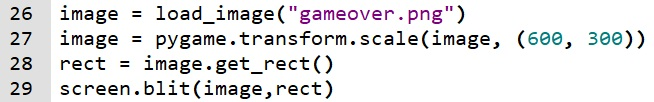 26 image = load_image("gameover.png")
27 image = pygame.transform.scale(image, (600, 300))
28 rect = image.get_rect()
29 screen.blit(image,rect)